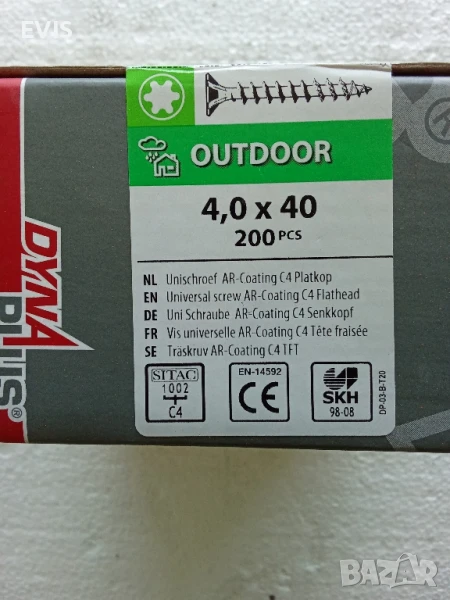 EVIS
OUTDOOR
4,0 x 40
200 PCS
NL Unischroef AR-Coating C4 Platkop
EN Universal screw AR-Coating C4 Flathead
DE Uni Schraube AR-Coating C4 Senkkopf
FR Vis universelle AR-Coating C4 Tête fraisée
SE Träskruv AR-Coating C4 TFT
SITAC
1002
C4
EN-14592
CE
SKH
98-08
DP-03-B-T20
DYNA
PLUS®
BAZAR.bg